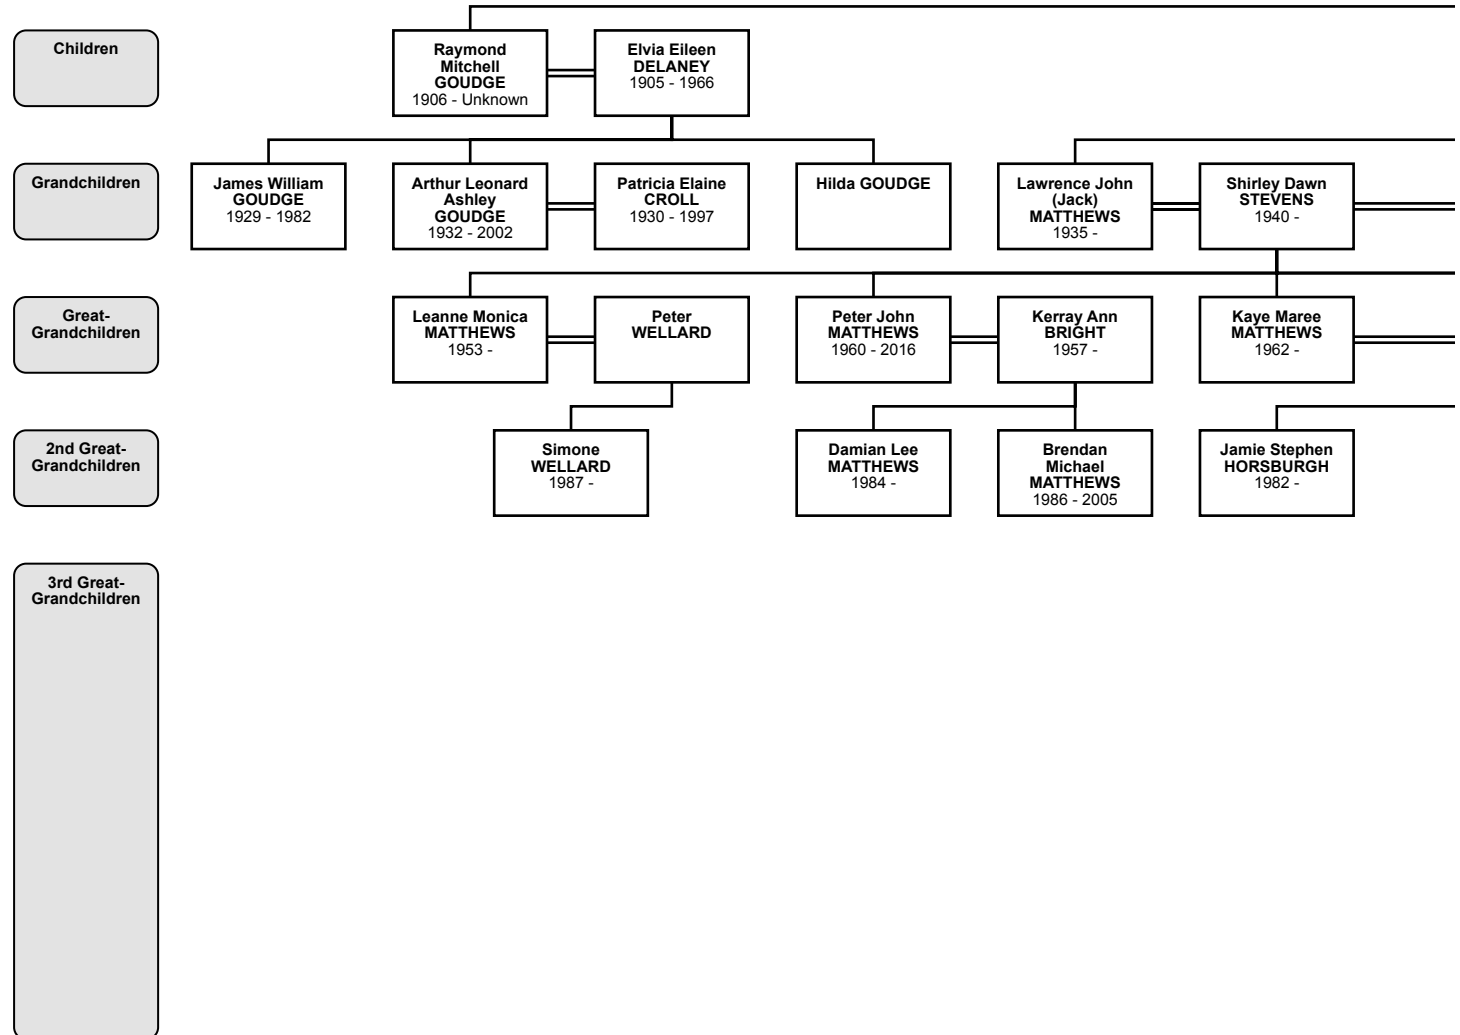 Children
Raymond
Mitchell
GOUDGE
1906 - Unknown
Elvia Eileen
DELANEY
1905 - 1966
Grandchildren
James William
GOUDGE
1929 - 1982
Arthur Leonard
Ashley
GOUDGE
1932 - 2002
Patricia Elaine
CROLL
1930 - 1997
Hilda GOUDGE
Lawrence John
(Jack)
MATTHEWS
1935 -
Shirley Dawn
STEVENS
1940 -
Great-
Grandchildren
Leanne Monica
MATTHEWS
1953 -
Peter
WELLARD
Peter John
MATTHEWS
1960 - 2016
Kerray Ann
BRIGHT
1957 -
Kaye Maree
MATTHEWS
1962 -
2nd Great-
Grandchildren
Simone
WELLARD
1987 -
Damian Lee
MATTHEWS
1984 -
Brendan
Michael
MATTHEWS
1986 - 2005
Jamie Stephen
HORSBURGH
1982 -
3rd Great-
Grandchildren